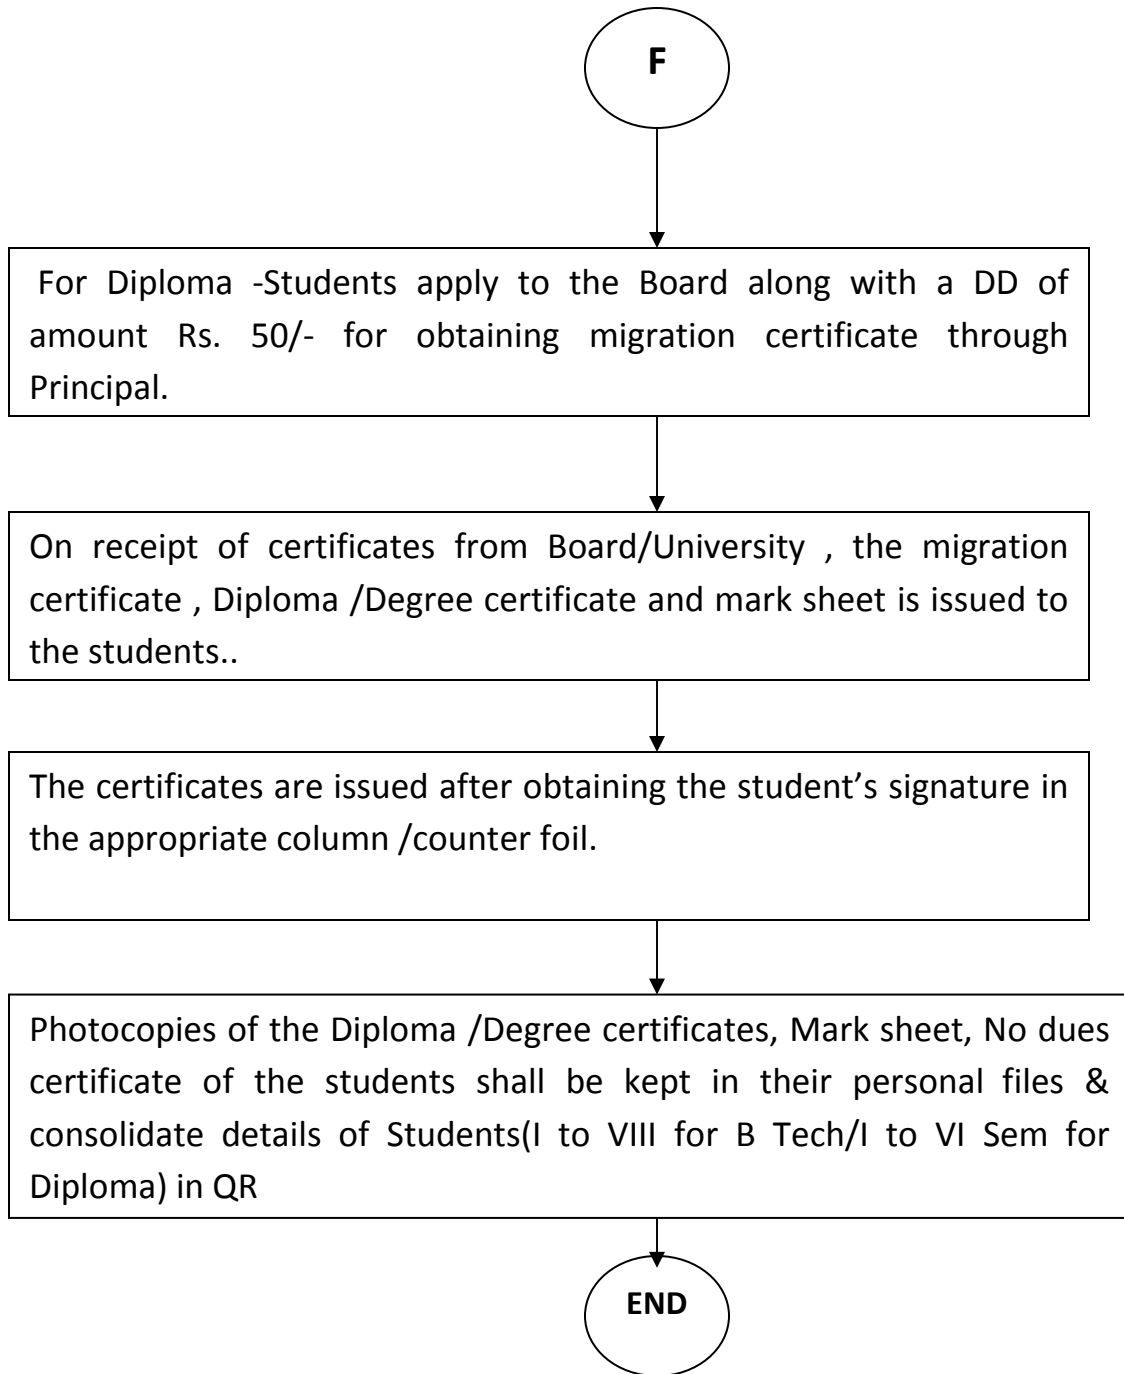 F
For Diploma -Students apply to the Board along with a DD of
amount Rs. 50/- for obtaining migration certificate through
Principal.
On receipt of certificates from Board/University , the migration
certificate , Diploma /Degree certificate and mark sheet is issued to
the students..
The certificates are issued after obtaining the student’s signature in
the appropriate column /counter foil.
Photocopies of the Diploma /Degree certificates, Mark sheet, No dues
certificate of the students shall be kept in their personal files &
consolidate details of Students(I to VIII for B Tech/I to VI Sem for
Diploma) in QR
END